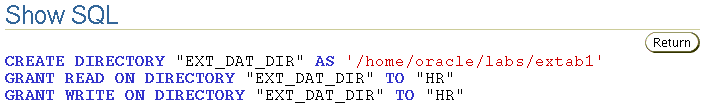 Show SQL
Return
CREATE DIRECTORY "EXT_DAT_DIR" AS '/home/oracle/labs/extab1'
GRANT READ ON DIRECTORY "EXT_DAT_DIR" TO "HR"
GRANT WRITE ON DIRECTORY "EXT_DAT_DIR" TO "HR"